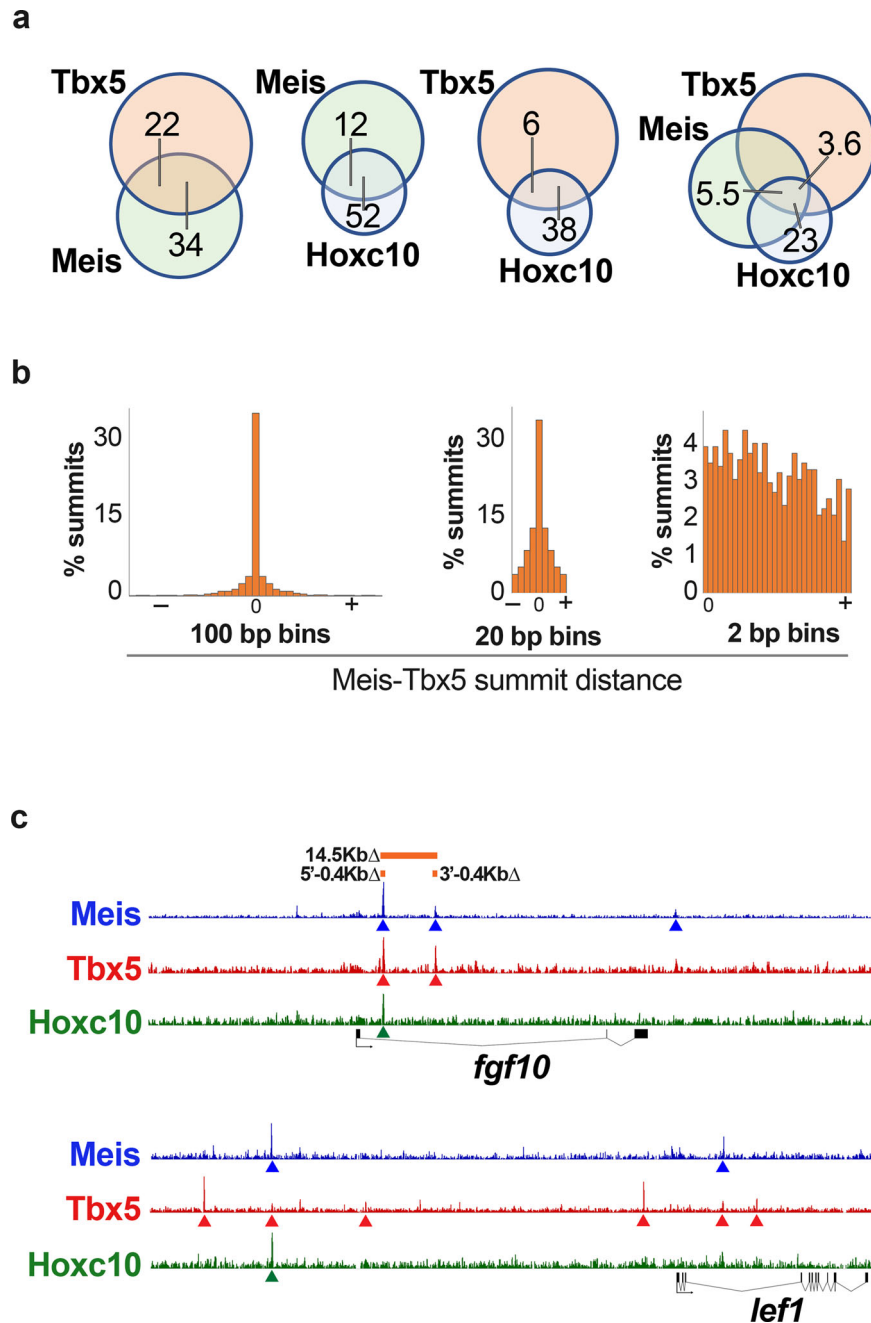 a
Tbx5
22
34
Meis
Meis
12
52
Hoxc10
Tbx5
6
38
Hoxc10
Tbx5
Meis
3.6
5.5
23
Hoxc10
b
% summits
30
15
0
− 0 +
100 bp bins
% summits
30
15
0
− 0 +
20 bp bins
% summits
4
3
2
1
0
0 +
2 bp bins
Meis-Tbx5 summit distance
c
14.5KbΔ
5'-0.4KbΔ 3'-0.4KbΔ
Meis
Tbx5
Hoxc10
fgf10
Meis
Tbx5
Hoxc10
lef1